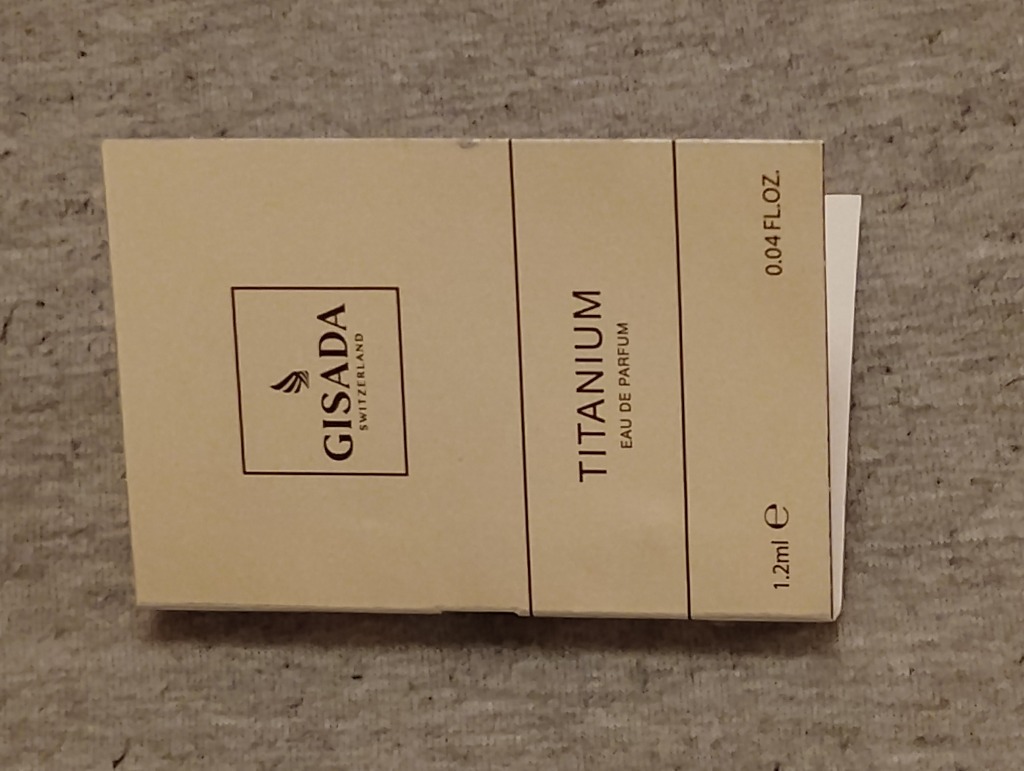 GISADA
SWITZERLAND
TITANIUM
EAU DE PARFUM
1.2ml ℮ 0.04 FL.OZ.